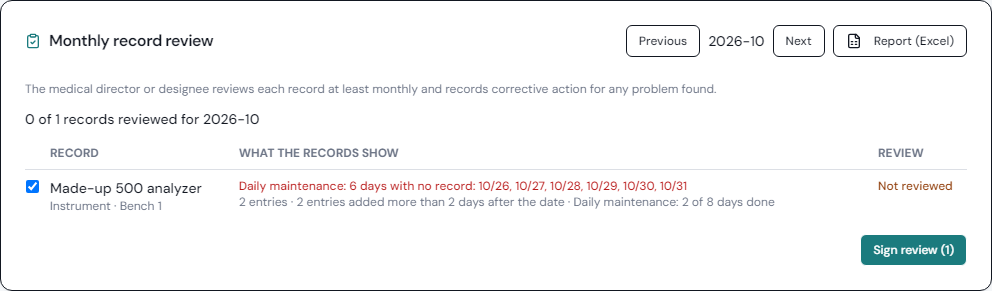 Monthly record review
Previous 2026-10 Next Report (Excel)
The medical director or designee reviews each record at least monthly and records corrective action for any problem found.
0 of 1 records reviewed for 2026-10
RECORD WHAT THE RECORDS SHOW REVIEW
Made-up 500 analyzer
Instrument · Bench 1
Daily maintenance: 6 days with no record: 10/26, 10/27, 10/28, 10/29, 10/30, 10/31
2 entries · 2 entries added more than 2 days after the date · Daily maintenance: 2 of 8 days done
Not reviewed
Sign review (1)